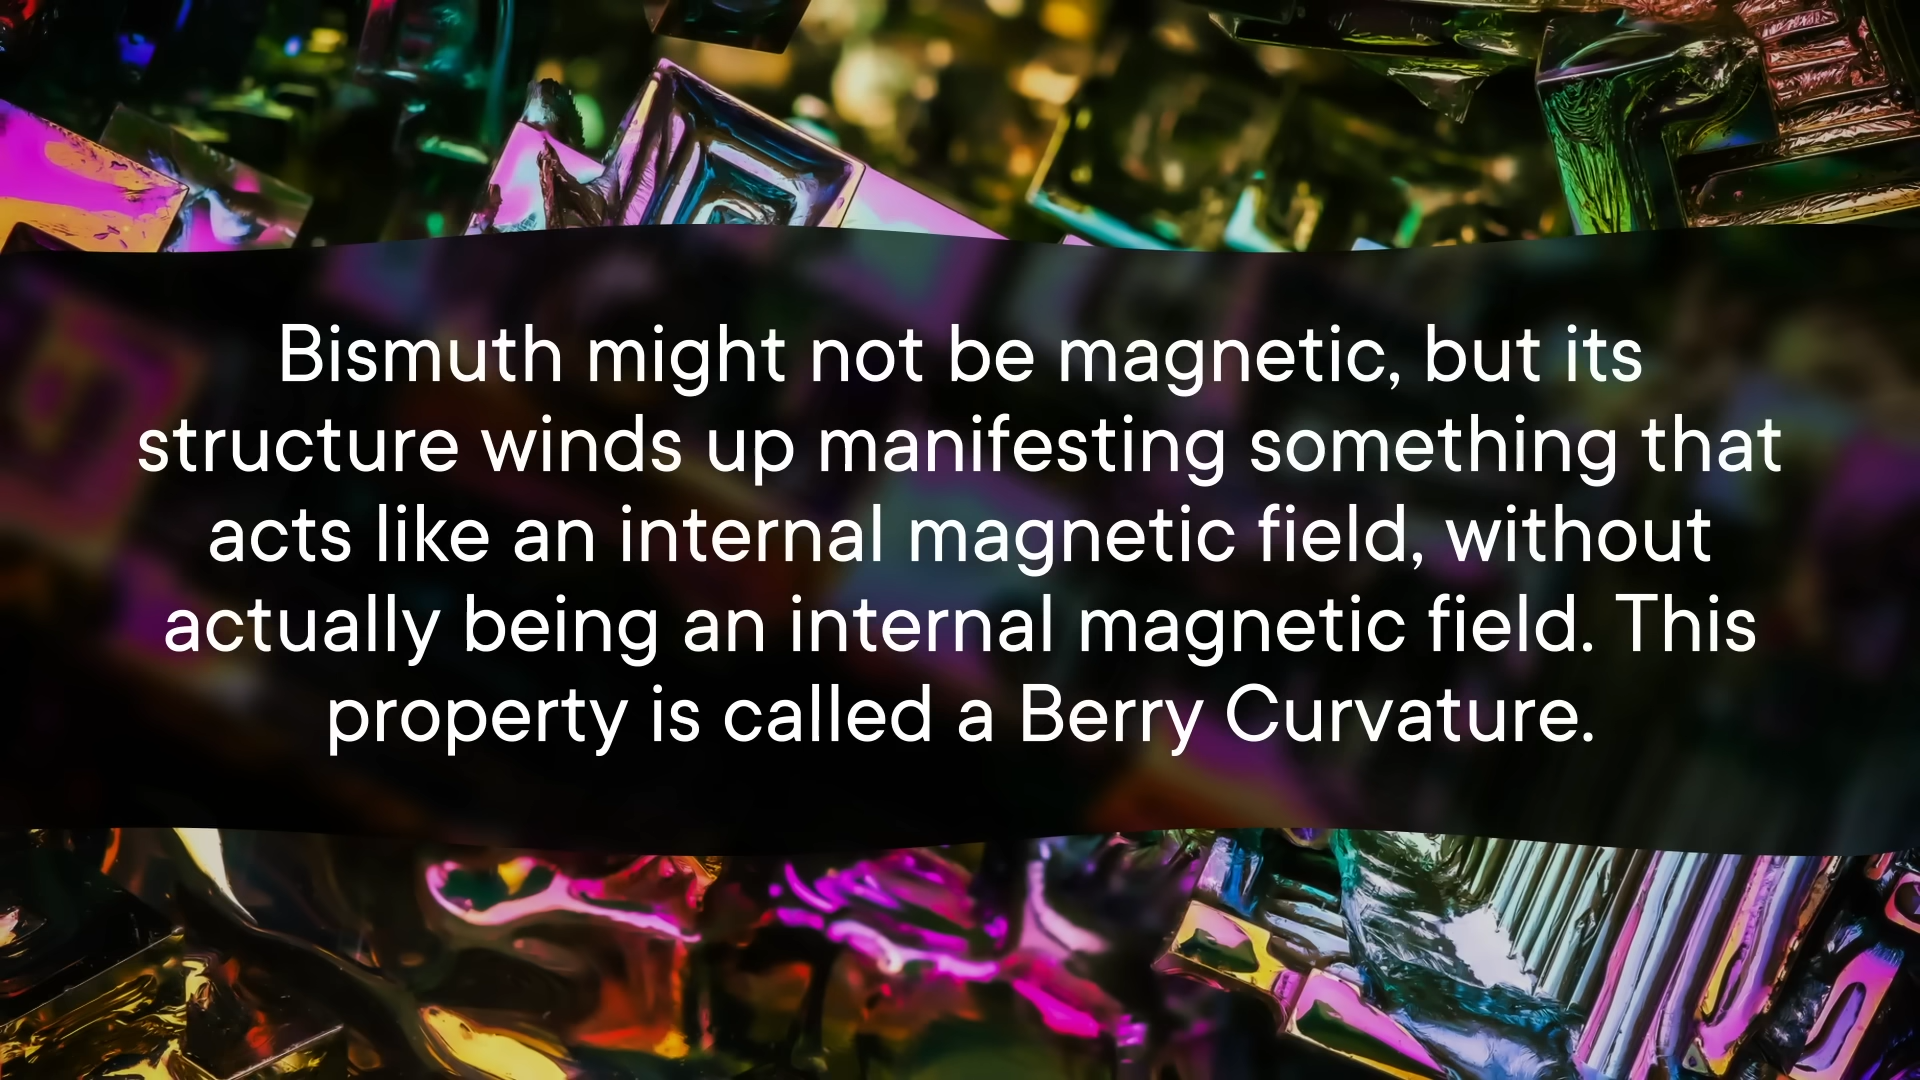 Bismuth might not be magnetic, but its
structure winds up manifesting something that
acts like an internal magnetic field, without
actually being an internal magnetic field. This
property is called a Berry Curvature.